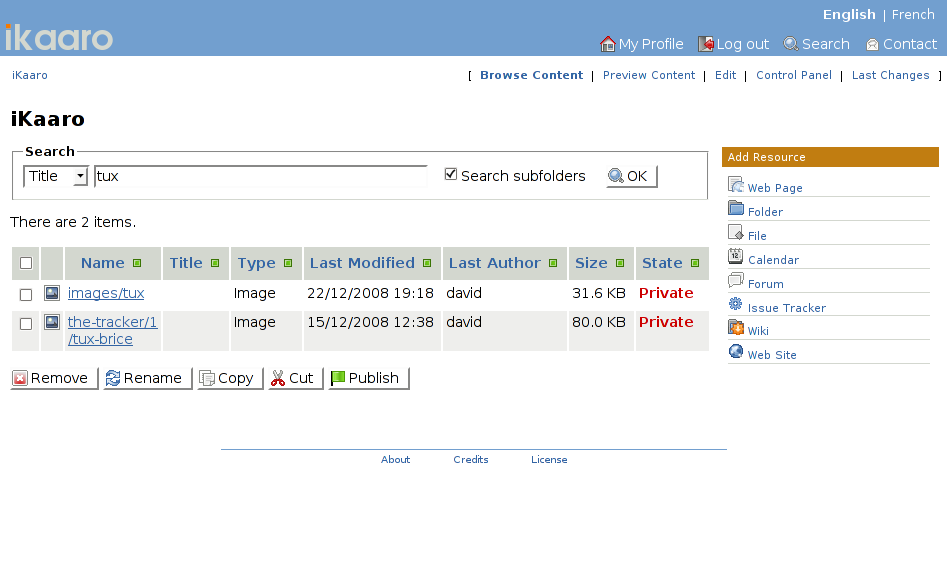 English | French
ikaaro
My Profile Log out Search Contact
iKaaro
[ Browse Content | Preview Content | Edit | Control Panel | Last Changes ]
iKaaro
Search
Title tux Search subfolders OK
There are 2 items.
Name Title Type Last Modified Last Author Size State
images/tux Image 22/12/2008 19:18 david 31.6 KB Private
the-tracker/1 Image 15/12/2008 12:38 david 80.0 KB Private
/tux-brice
Remove Rename Copy Cut Publish
Add Resource
Web Page
Folder
File
12
Calendar
Forum
Issue Tracker
Wiki
Web Site
About Credits License